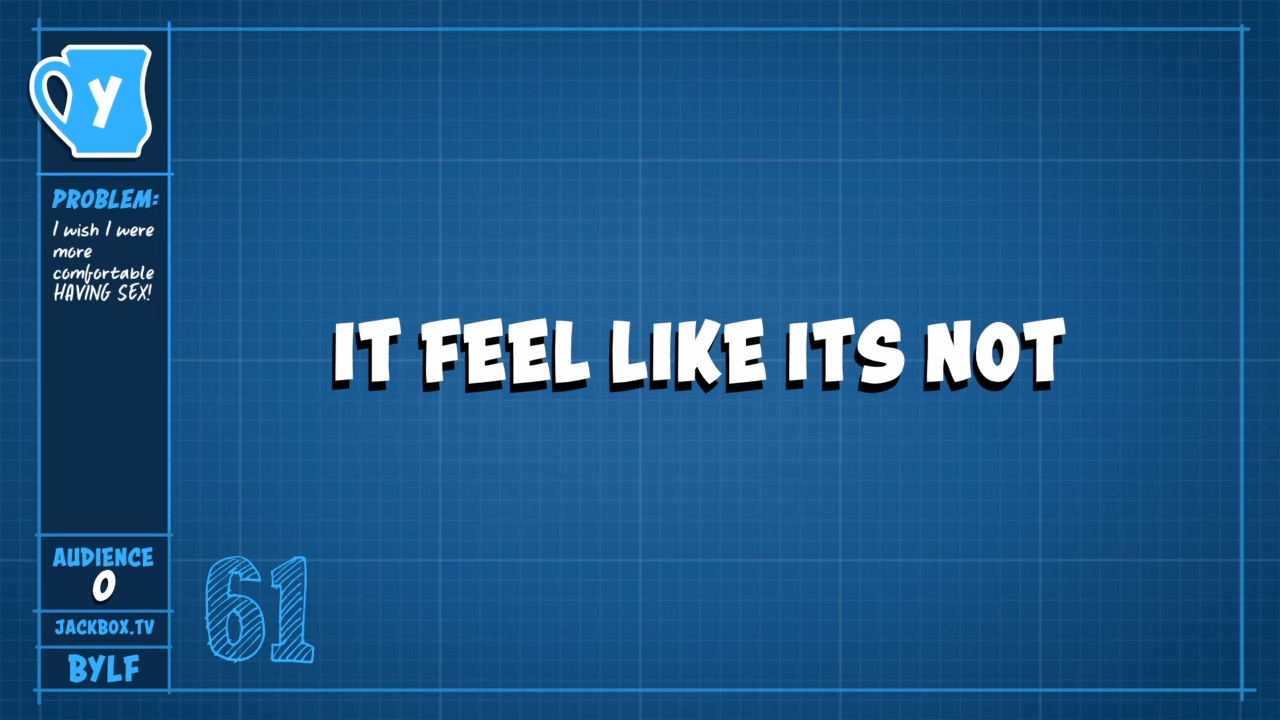 Y
PROBLEM:
I wish I were
more
comfortable
HAVING SEX!
IT FEEL LIKE ITS NOT
AUDIENCE
0
JACKBOX.TV
BYLF
61